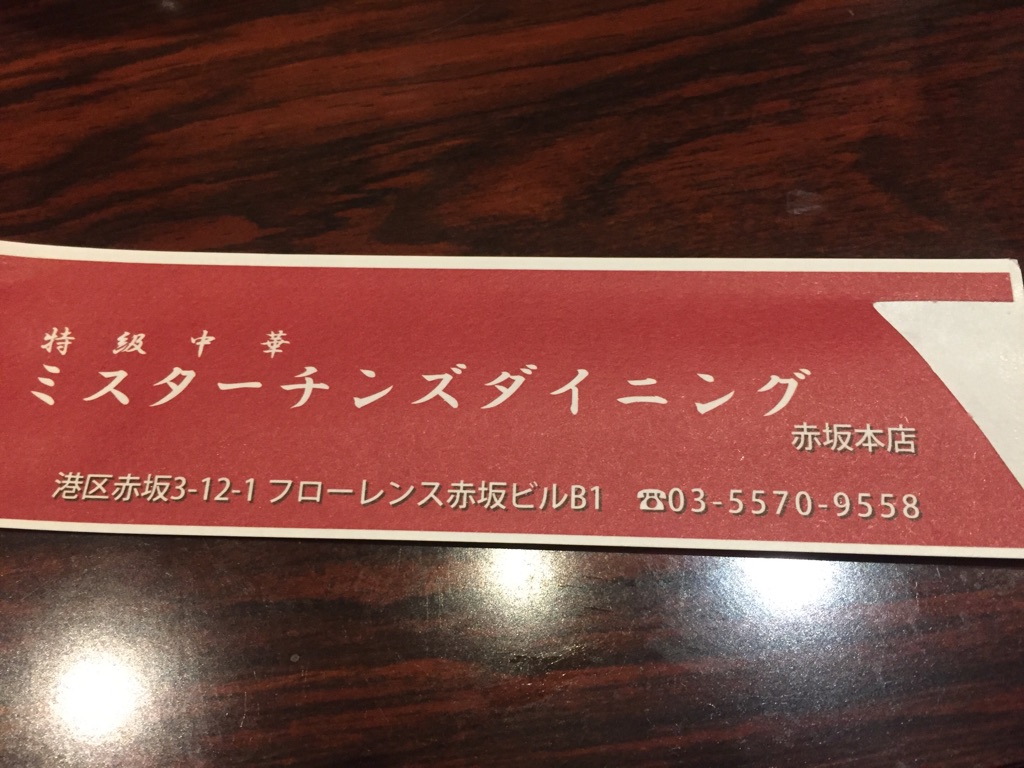 特級中華
ミスターチンズダイニング
赤坂本店
港区赤坂3-12-1 フローレンス赤坂ビルB1 ☎03-5570-9558